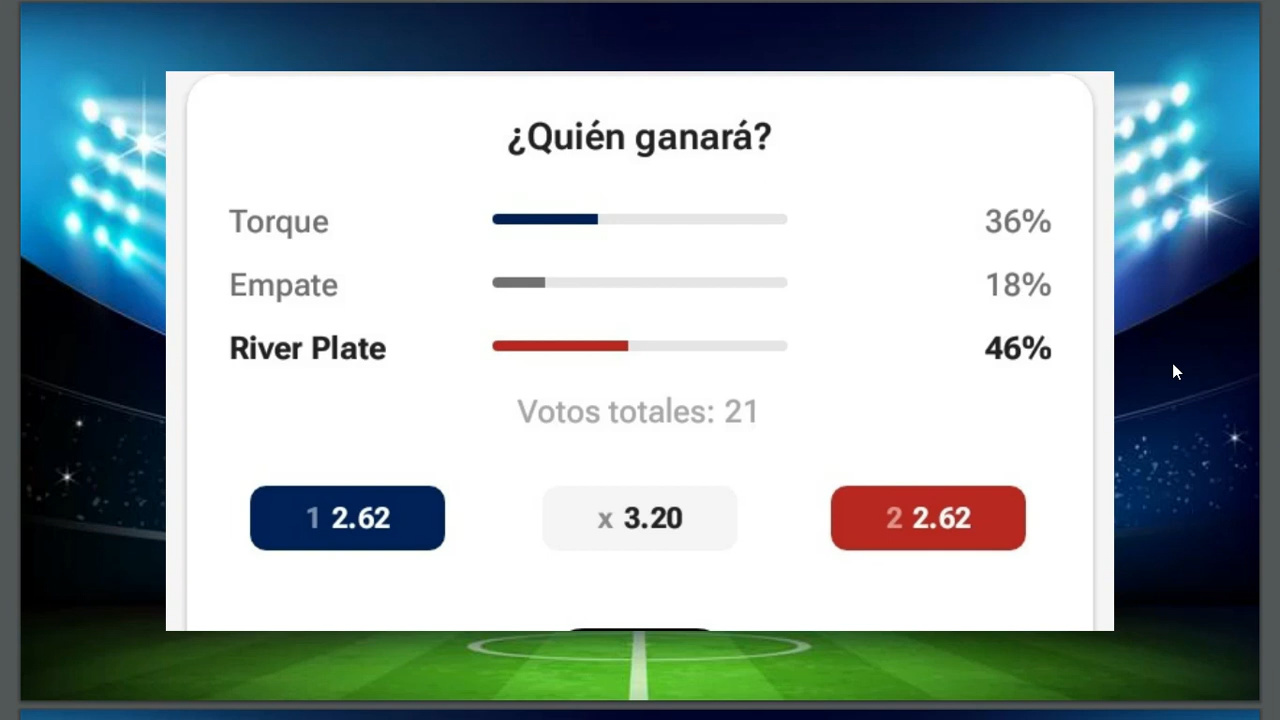 ¿Quién ganará?
Torque 36%
Empate 18%
River Plate 46%
Votos totales: 21
1 2.62 x 3.20 2 2.62